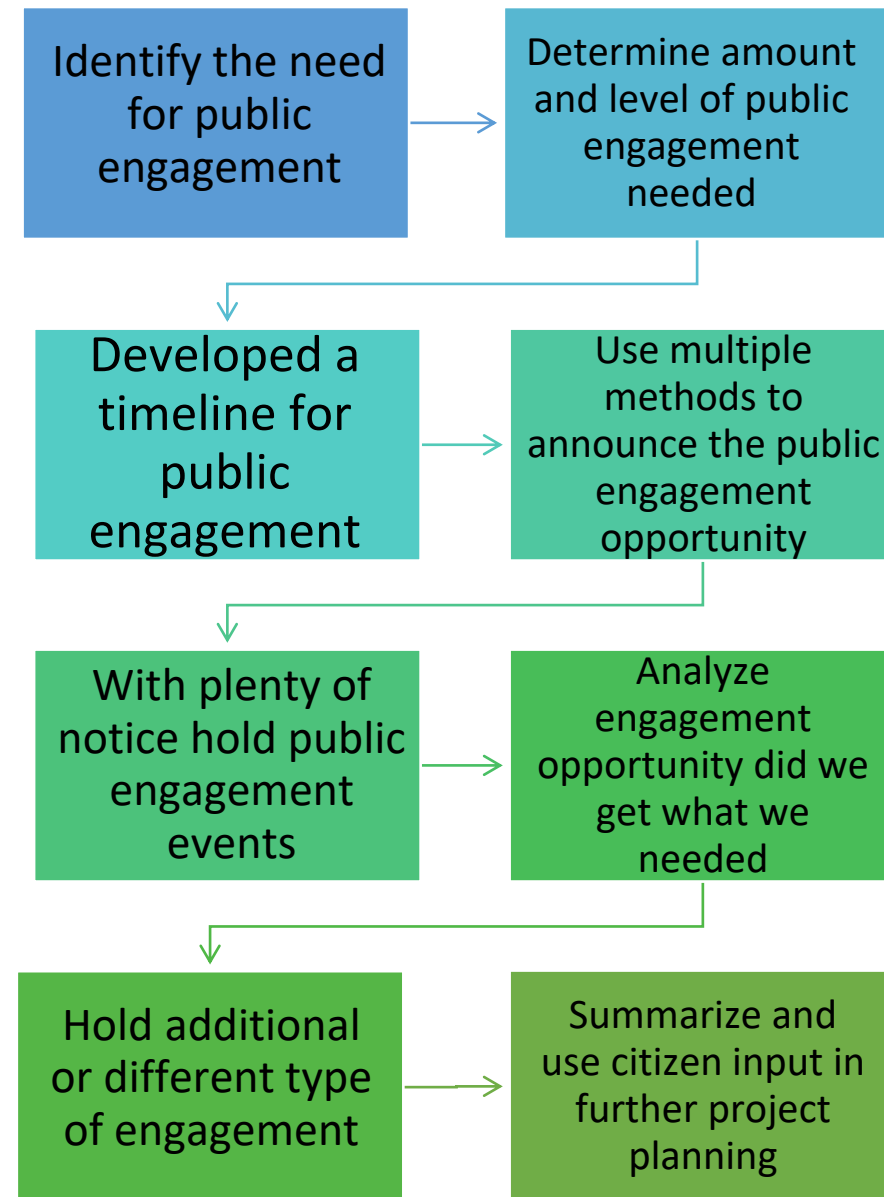 Identify the need
for public
engagement
Determine amount
and level of public
engagement
needed
Developed a
timeline for
public
engagement
Use multiple
methods to
announce the public
engagement
opportunity
With plenty of
notice hold public
engagement
events
Analyze
engagement
opportunity did we
get what we
needed
Hold additional
or different type
of engagement
Summarize and
use citizen input in
further project
planning